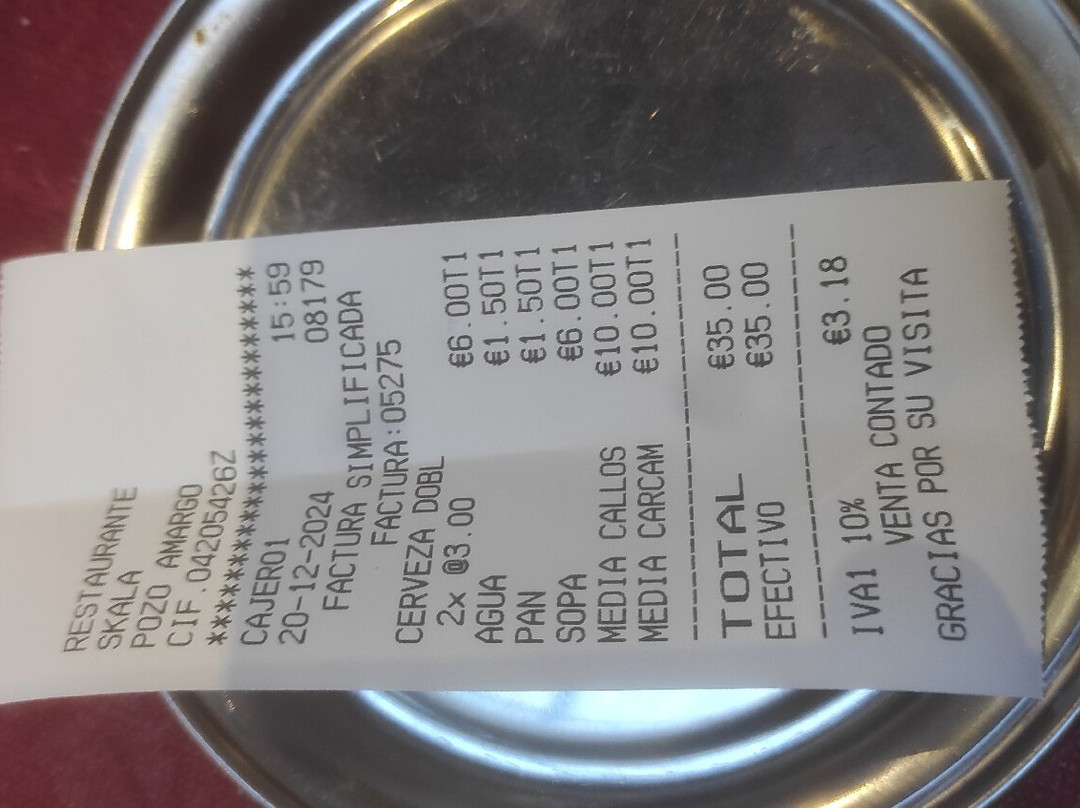 RESTAURANTE
SKALA
POZO AMARGO
CIF.04205426Z
*****************************
CAJERO1 15:59
20-12-2024 08179
FACTURA SIMPLIFICADA
FACTURA:05275
CERVEZA DOBL
2x @3.00 €6.00T1
AGUA €1.50T1
PAN €1.50T1
SOPA €6.00T1
MEDIA CALLOS €10.00T1
MEDIA CARCAM €10.00T1
--------------------------------
TOTAL €35.00
EFECTIVO €35.00
--------------------------------
IVA1 10% €3.18
VENTA CONTADO
GRACIAS POR SU VISITA